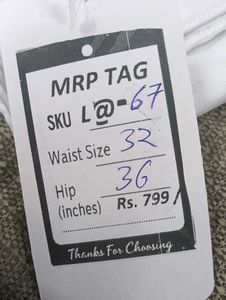 MRP TAG
SKU L@-67
Waist Size 32
Hip 36
(inches) Rs. 799/
Thanks For Choosing